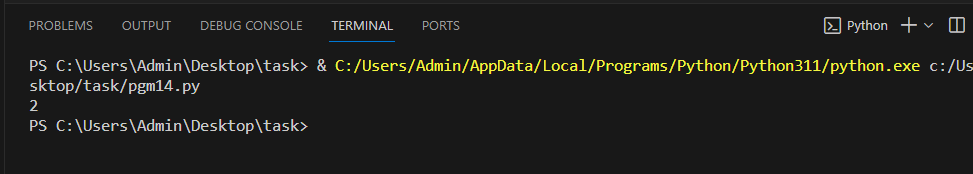 PROBLEMS OUTPUT DEBUG CONSOLE TERMINAL PORTS Python
PS C:\Users\Admin\Desktop\task> & C:/Users/Admin/AppData/Local/Programs/Python/Python311/python.exe c:/Us
sktop/task/pgm14.py
2
PS C:\Users\Admin\Desktop\task>